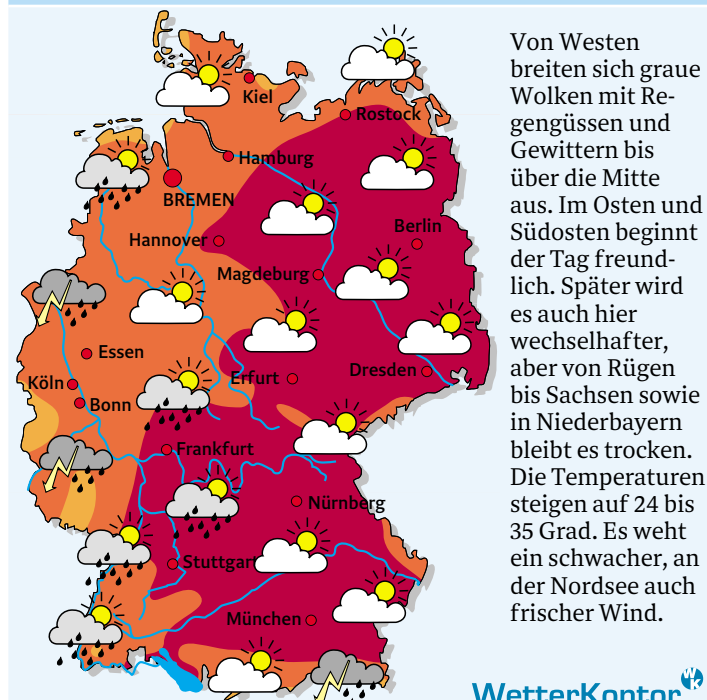 Kiel
Rostock
Hamburg
BREMEN
Berlin
Hannover
Magdeburg
Essen
Köln
Erfurt
Dresden
Bonn
Frankfurt
Nürnberg
Stuttgart
München
Von Westen
breiten sich graue
Wolken mit Re-
gengüssen und
Gewittern bis
über die Mitte
aus. Im Osten und
Südosten beginnt
der Tag freund-
lich. Später wird
es auch hier
wechselhafter,
aber von Rügen
bis Sachsen sowie
in Niederbayern
bleibt es trocken.
Die Temperaturen
steigen auf 24 bis
35 Grad. Es weht
ein schwacher, an
der Nordsee auch
frischer Wind.
WetterKontor
WK